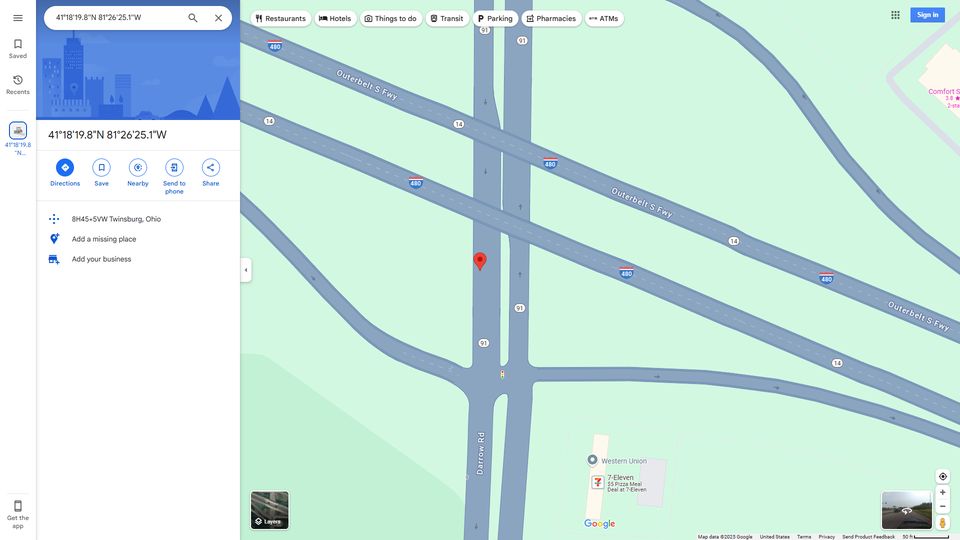 41°18'19.8"N 81°26'25.1"W
Restaurants
Hotels
Things to do
Transit
Parking
Pharmacies
ATMs
Sign in
Saved
Recents
41°18'19.8
"N...
41°18'19.8"N 81°26'25.1"W
Directions
Save
Nearby
Send to
phone
Share
8H45+5VW Twinsburg, Ohio
Add a missing place
Add your business
Get the
app
91
91
480
Outerbelt S Fwy
14
14
480
480
Outerbelt S Fwy
14
480
480
Outerbelt S Fwy
91
91
14
Comfort S
3.8
2-sta
Darrow Rd
Western Union
7-Eleven
$5 Pizza Meal
Deal at 7-Eleven
Layers
Google
Map data ©2025 Google
United States
Terms
Privacy
Send Product Feedback
50 ft